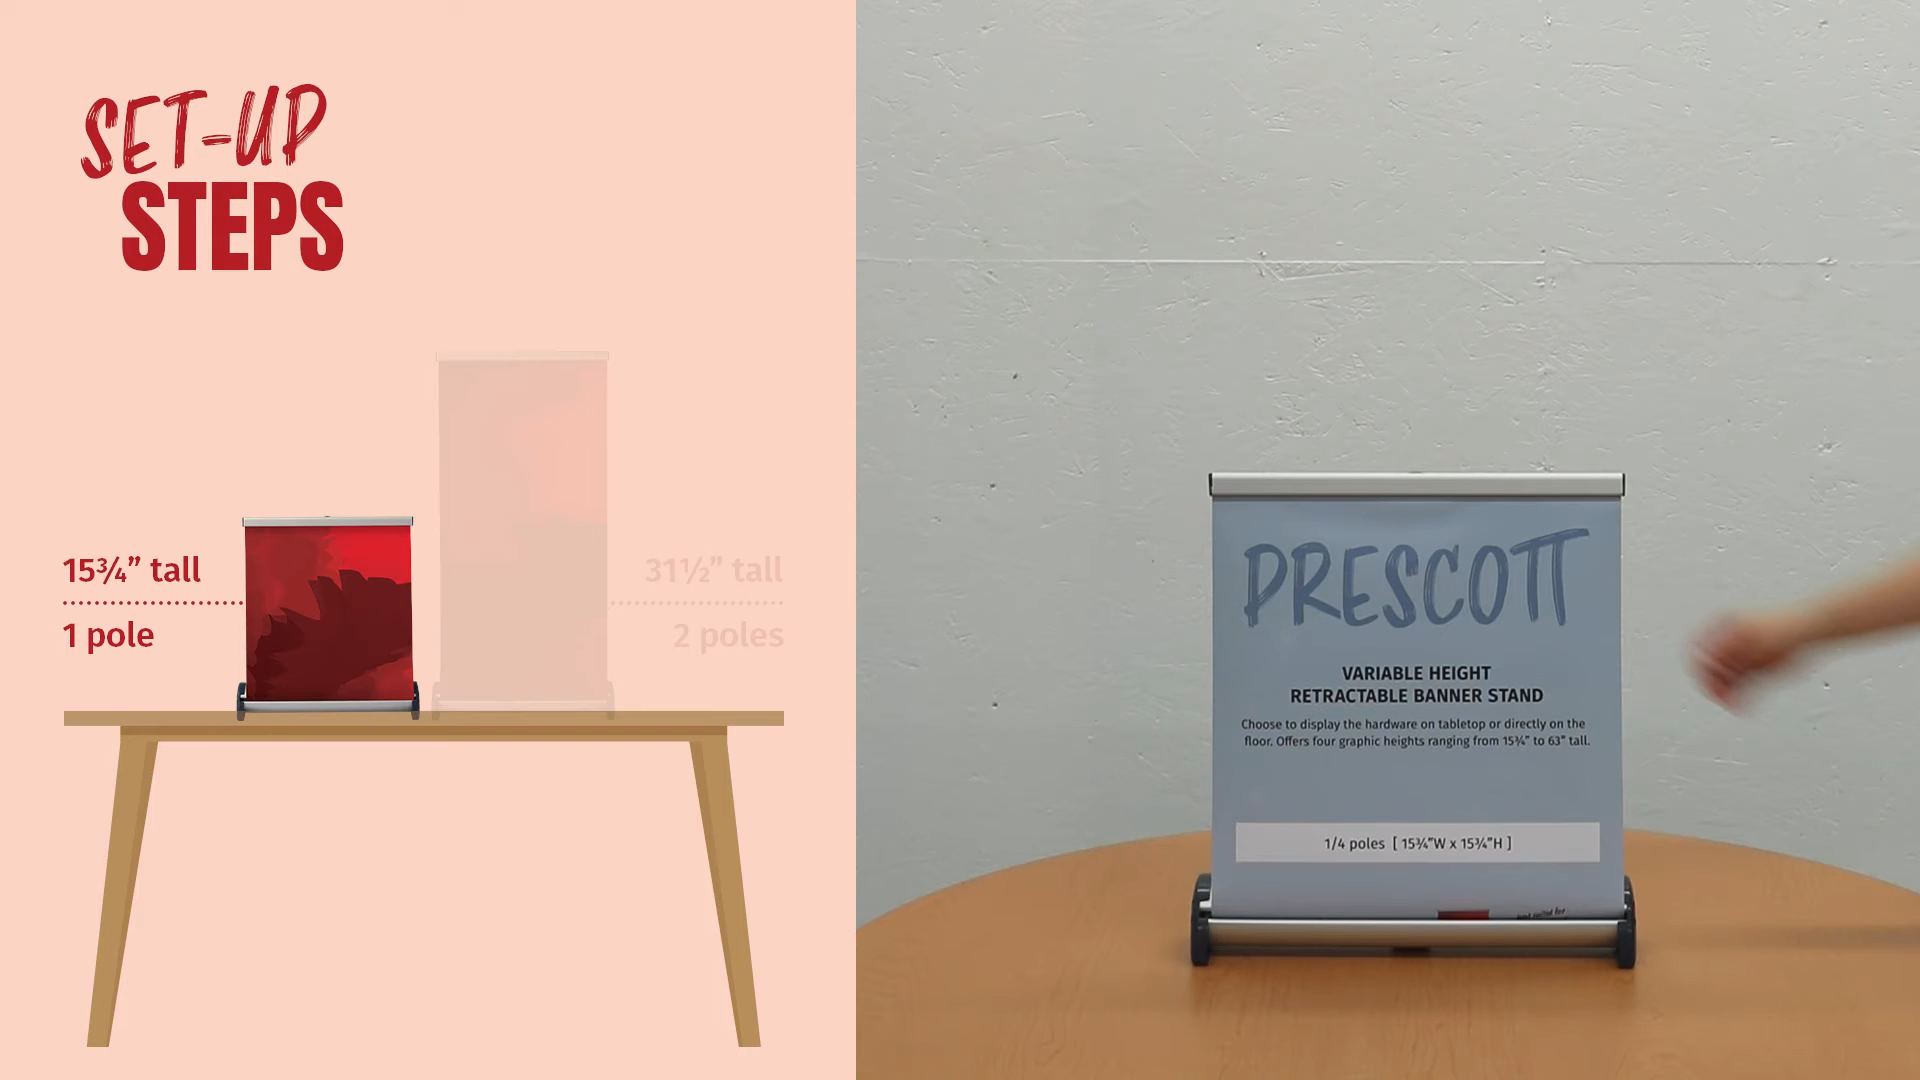 SET-UP
STEPS
15¾” tall
1 pole
31½” tall
2 poles
PRESCOTT
VARIABLE HEIGHT
RETRACTABLE BANNER STAND
Choose to display the hardware on tabletop or directly on the
floor. Offers four graphic heights ranging from 15¾” to 63” tall.
1/4 poles [ 15¾”W x 15¾”H ]